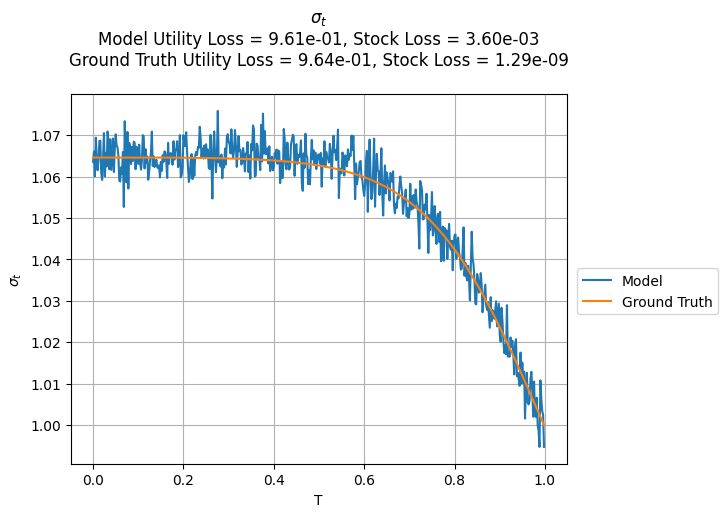 σt
Model Utility Loss = 9.61e-01, Stock Loss = 3.60e-03
Ground Truth Utility Loss = 9.64e-01, Stock Loss = 1.29e-09
1.07
1.06
1.05
1.04
1.03
1.02
1.01
1.00
σt
0.0 0.2 0.4 0.6 0.8 1.0
T
Model
Ground Truth